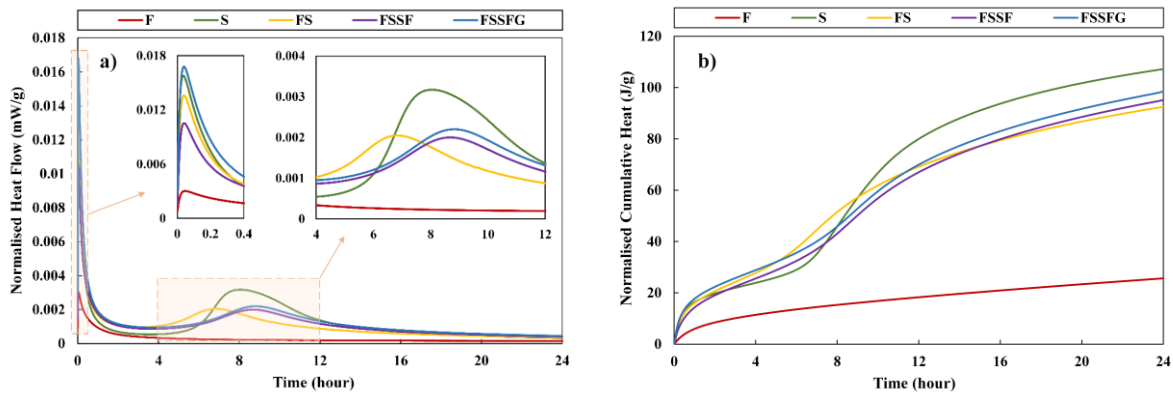 F S FS FSSF FSSFG
a)
Normalised Heat Flow (mW/g)
0.018
0.016
0.014
0.012
0.01
0.008
0.006
0.004
0.002
0
0 4 8 12 16 20 24
Time (hour)
0.018
0.012
0.006
0
0 0.2 0.4
0.004
0.003
0.002
0.001
0
4 6 8 10 12
F S FS FSSF FSSFG
b)
Normalised Cumulative Heat (J/g)
120
100
80
60
40
20
0
0 4 8 12 16 20 24
Time (hour)